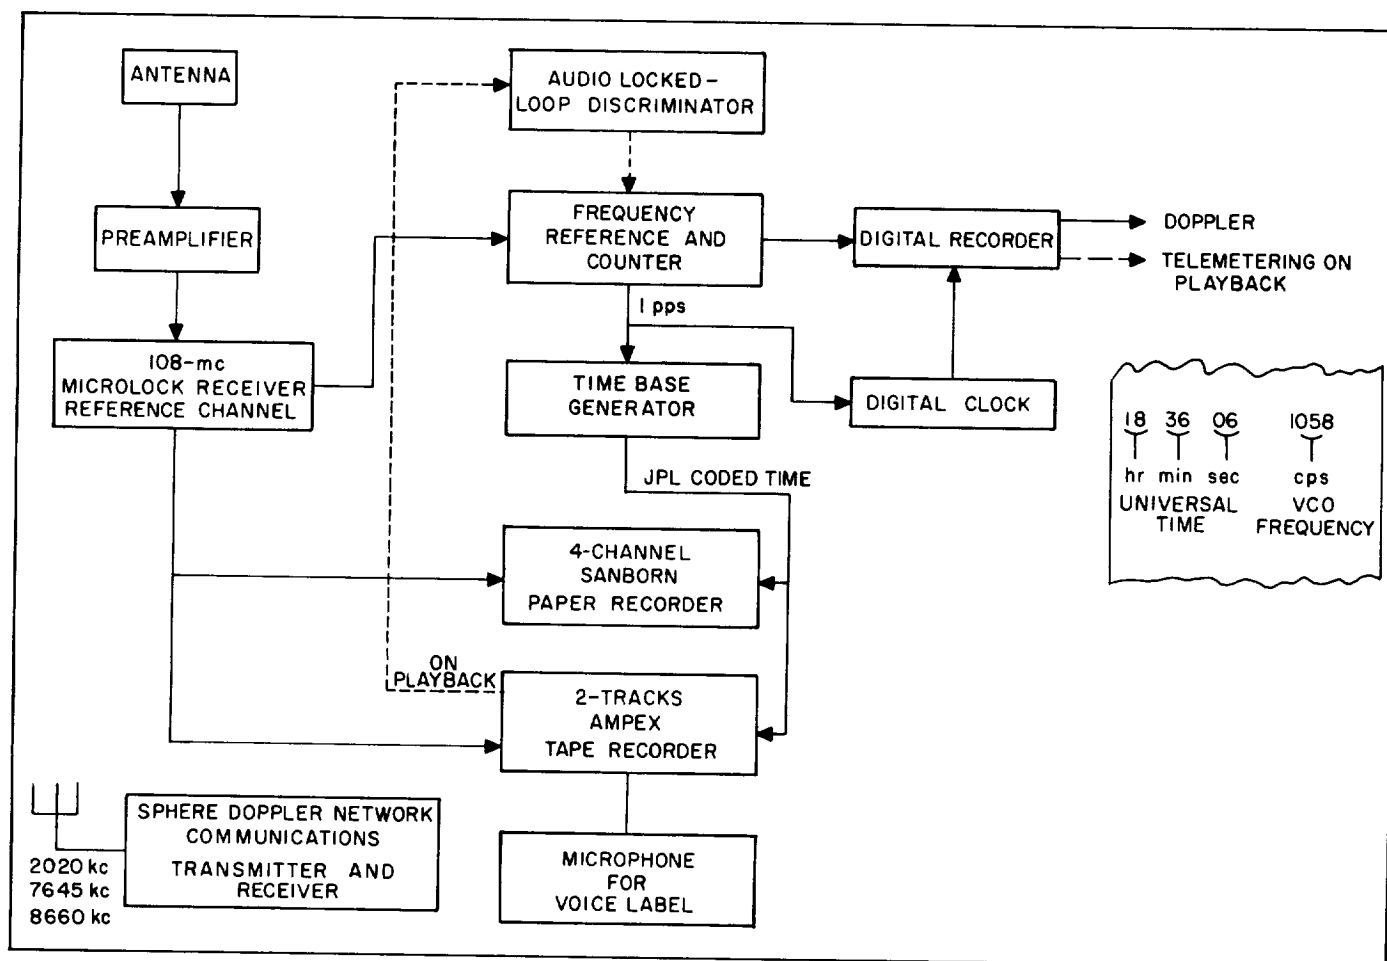 ANTENNA
AUDIO LOCKED-
LOOP DISCRIMINATOR
PREAMPLIFIER
FREQUENCY
REFERENCE AND
COUNTER
DIGITAL RECORDER
DOPPLER
TELEMETERING ON
PLAYBACK
1 pps
108-mc
MICROLOCK RECEIVER
REFERENCE CHANNEL
TIME BASE
GENERATOR
DIGITAL CLOCK
18 36 06 1058
hr min sec cps
UNIVERSAL
TIME
VCO
FREQUENCY
JPL CODED TIME
4-CHANNEL
SANBORN
PAPER RECORDER
ON
PLAYBACK
2-TRACKS
AMPEX
TAPE RECORDER
SPHERE DOPPLER NETWORK
COMMUNICATIONS
TRANSMITTER AND
RECEIVER
2020 kc
7645 kc
8660 kc
MICROPHONE
FOR
VOICE LABEL